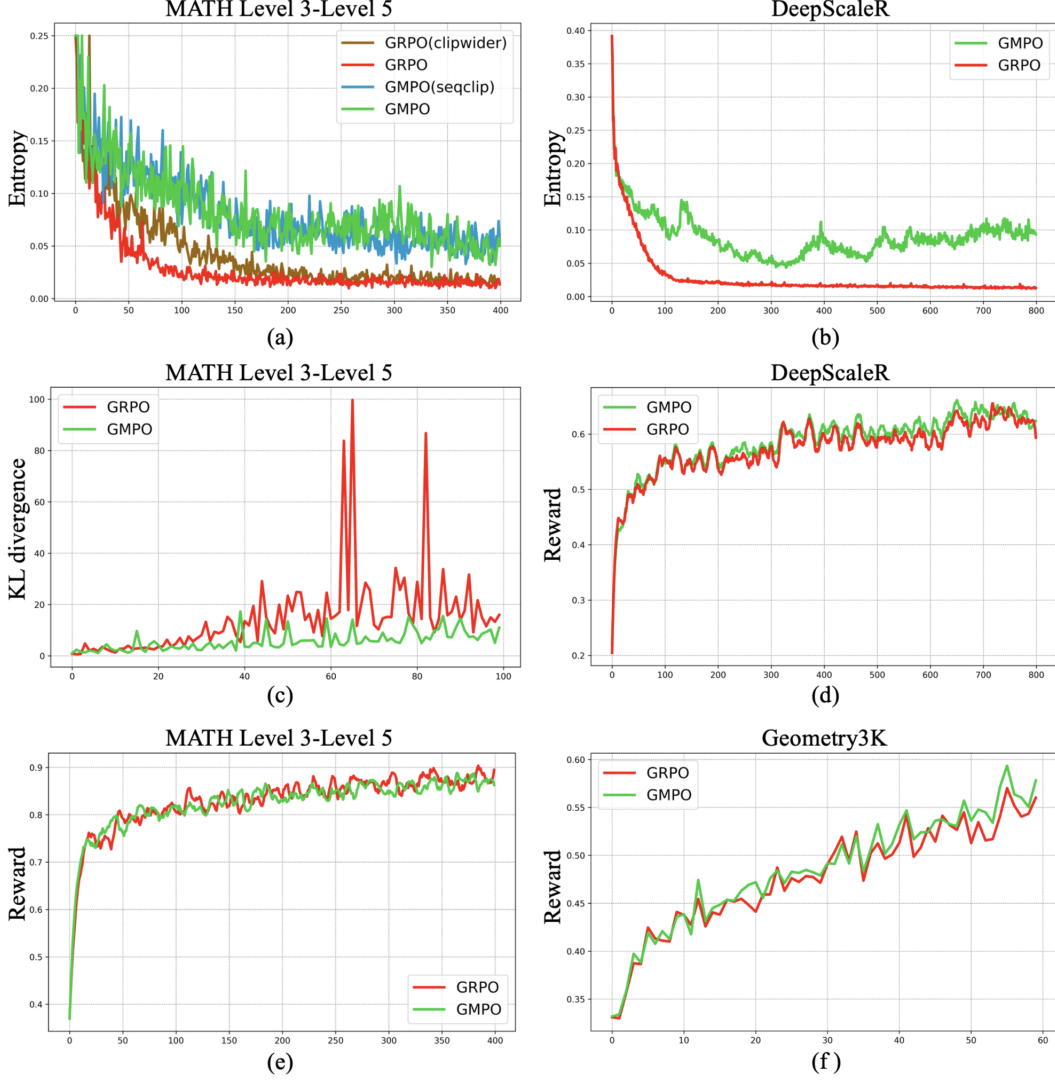 MATH Level 3-Level 5
Entropy
0.25
0.20
0.15
0.10
0.05
0.00
GRPO(clipwider)
GRPO
GMPO(seqclip)
GMPO
0 50 100 150 200 250 300 350 400
(a)
DeepScaleR
Entropy
0.40
0.35
0.30
0.25
0.20
0.15
0.10
0.05
0.00
GMPO
GRPO
0 100 200 300 400 500 600 700 800
(b)
MATH Level 3-Level 5
KL divergence
100
80
60
40
20
0
GRPO
GMPO
0 20 40 60 80 100
(c)
DeepScaleR
Reward
0.6
0.5
0.4
0.3
0.2
GMPO
GRPO
0 100 200 300 400 500 600 700 800
(d)
MATH Level 3-Level 5
Reward
0.9
0.8
0.7
0.6
0.5
0.4
GRPO
GMPO
0 50 100 150 200 250 300 350 400
(e)
Geometry3K
Reward
0.60
0.55
0.50
0.45
0.40
0.35
GRPO
GMPO
0 10 20 30 40 50 60
(f)